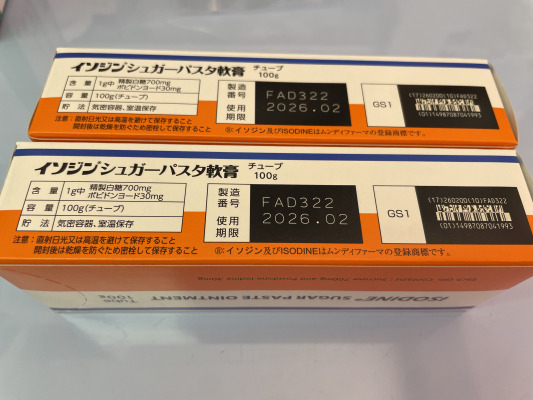 イソジンシュガーパスタ軟膏 チューブ 100g
含量 1g中 精製白糖700mg ポビドンヨード30mg
容量 100g(チューブ)
貯法 気密容器、室温保存
注意：直射日光又は高温を避けて保存すること
開封後は乾燥を防ぐため密栓して保存すること
製造番号 FAD322
使用期限 2026.02
GS1
(17)260200(10)FAD322
(01)14987087041993
®：イソジン及びISODINEはムンディファーマの登録商標です。
イソジンシュガーパスタ軟膏 チューブ 100g
含量 1g中 精製白糖700mg ポビドンヨード30mg
容量 100g(チューブ)
貯法 気密容器、室温保存
注意：直射日光又は高温を避けて保存すること
開封後は乾燥を防ぐため密栓して保存すること
製造番号 FAD322
使用期限 2026.02
GS1
(17)260200(10)FAD322
(01)14987087041993
®：イソジン及びISODINEはムンディファーマの登録商標です。
ISODINE® SUGAR PASTE OINTMENT
Tube 100g